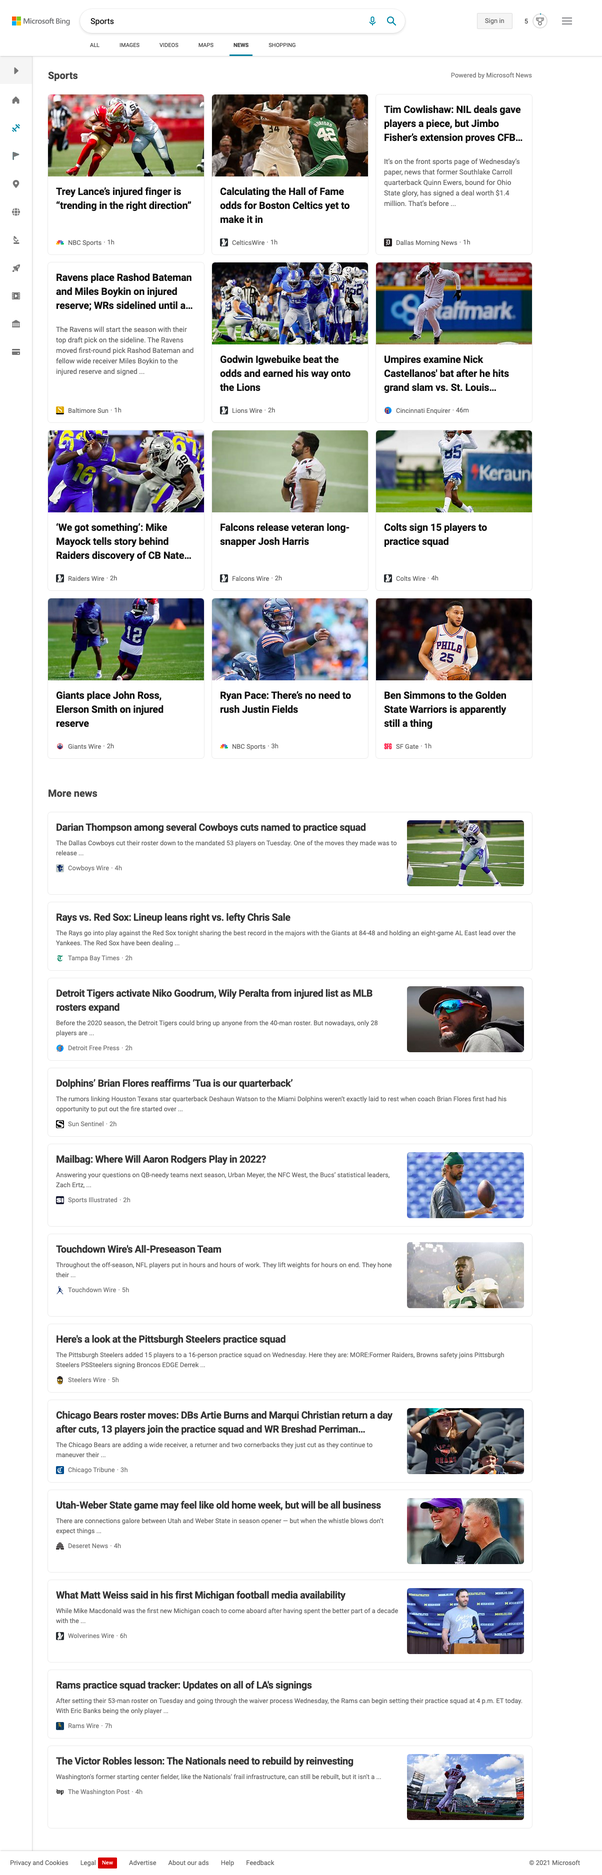 Microsoft Bing
Sports
Sign in
5
ALL IMAGES VIDEOS MAPS NEWS SHOPPING
Sports
Powered by Microsoft News
Trey Lance's injured finger is
"trending in the right direction"
NBC Sports · 1h
34
42
Calculating the Hall of Fame
odds for Boston Celtics yet to
make it in
CelticsWire · 1h
Tim Cowlishaw: NIL deals gave
players a piece, but Jimbo
Fisher's extension proves CFB...
It's on the front sports page of Wednesday's
paper, news that former Southlake Carroll
quarterback Quinn Ewers, bound for Ohio
State glory, has signed a deal worth $1.4
million. That's before ...
Dallas Morning News · 1h
Ravens place Rashod Bateman
and Miles Boykin on injured
reserve; WRs sidelined until a...
The Ravens will start the season with their
top draft pick on the sideline. The Ravens
moved first-round pick Rashod Bateman and
fellow wide receiver Miles Boykin to the
injured reserve and signed ...
Baltimore Sun · 1h
Godwin Igwebuike beat the
odds and earned his way onto
the Lions
Lions Wire · 2h
affmark.
Umpires examine Nick
Castellanos' bat after he hits
grand slam vs. St. Louis...
Cincinnati Enquirer · 46m
16
39
'We got something': Mike
Mayock tells story behind
Raiders discovery of CB Nate...
Raiders Wire · 2h
Falcons release veteran long-
snapper Josh Harris
Falcons Wire · 2h
85
Keraun
Colts sign 15 players to
practice squad
Colts Wire · 4h
12
Giants place John Ross,
Elerson Smith on injured
reserve
Giants Wire · 2h
Ryan Pace: There's no need to
rush Justin Fields
NBC Sports · 3h
PHILA
25
Ben Simmons to the Golden
State Warriors is apparently
still a thing
SF Gate · 1h
More news
Darian Thompson among several Cowboys cuts named to practice squad
The Dallas Cowboys cut their roster down to the mandated 53 players on Tuesday. One of the moves they made was to
release ...
Cowboys Wire · 4h
Rays vs. Red Sox: Lineup leans right vs. lefty Chris Sale
The Rays go into play against the Red Sox tonight sharing the best record in the majors with the Giants at 84-48 and holding an eight-game AL East lead over the
Yankees. The Red Sox have been dealing ...
Tampa Bay Times · 2h
Detroit Tigers activate Niko Goodrum, Wily Peralta from injured list as MLB
rosters expand
Before the 2020 season, the Detroit Tigers could bring up anyone from the 40-man roster. But nowadays, only 28
players are ...
Detroit Free Press · 2h
Dolphins' Brian Flores reaffirms 'Tua is our quarterback'
The rumors linking Houston Texans star quarterback Deshaun Watson to the Miami Dolphins weren't exactly laid to rest when coach Brian Flores first had his
opportunity to put out the fire started over ...
Sun Sentinel · 2h
Mailbag: Where Will Aaron Rodgers Play in 2022?
Answering your questions on QB-needy teams next season, Urban Meyer, the NFC West, the Bucs' statistical leaders,
Zach Ertz, ...
Sports Illustrated · 2h
Touchdown Wire's All-Preseason Team
Throughout the off-season, NFL players put in hours and hours of work. They lift weights for hours on end. They hone
their ...
Touchdown Wire · 5h
Here's a look at the Pittsburgh Steelers practice squad
The Pittsburgh Steelers added 15 players to a 16-person practice squad on Wednesday. Here they are: MORE:Former Raiders, Browns safety joins Pittsburgh
Steelers PSSteelers signing Broncos EDGE Derrek ...
Steelers Wire · 5h
Chicago Bears roster moves: DBs Artie Burns and Marqui Christian return a day
after cuts, 13 players join the practice squad and WR Breshad Perriman...
The Chicago Bears are adding a wide receiver, a returner and two cornerbacks they just cut as they continue to
maneuver their ...
Chicago Tribune · 3h
Utah-Weber State game may feel like old home week, but will be all business
There are connections galore between Utah and Weber State in season opener — but when the whistle blows don't
expect things ...
Deseret News · 4h
What Matt Weiss said in his first Michigan football media availability
While Mike Macdonald was the first new Michigan coach to come aboard after having spent the better part of a decade
with the ...
Wolverines Wire · 6h
Rams practice squad tracker: Updates on all of LA's signings
After setting their 53-man roster on Tuesday and going through the waiver process Wednesday, the Rams can begin setting their practice squad at 4 p.m. ET today.
With Eric Banks being the only player ...
Rams Wire · 7h
The Victor Robles lesson: The Nationals need to rebuild by reinvesting
Washington's former starting center fielder, like the Nationals' frail infrastructure, can still be rebuilt, but it isn't a ...
The Washington Post · 4h
Privacy and Cookies Legal New Advertise About our ads Help Feedback
© 2021 Microsoft